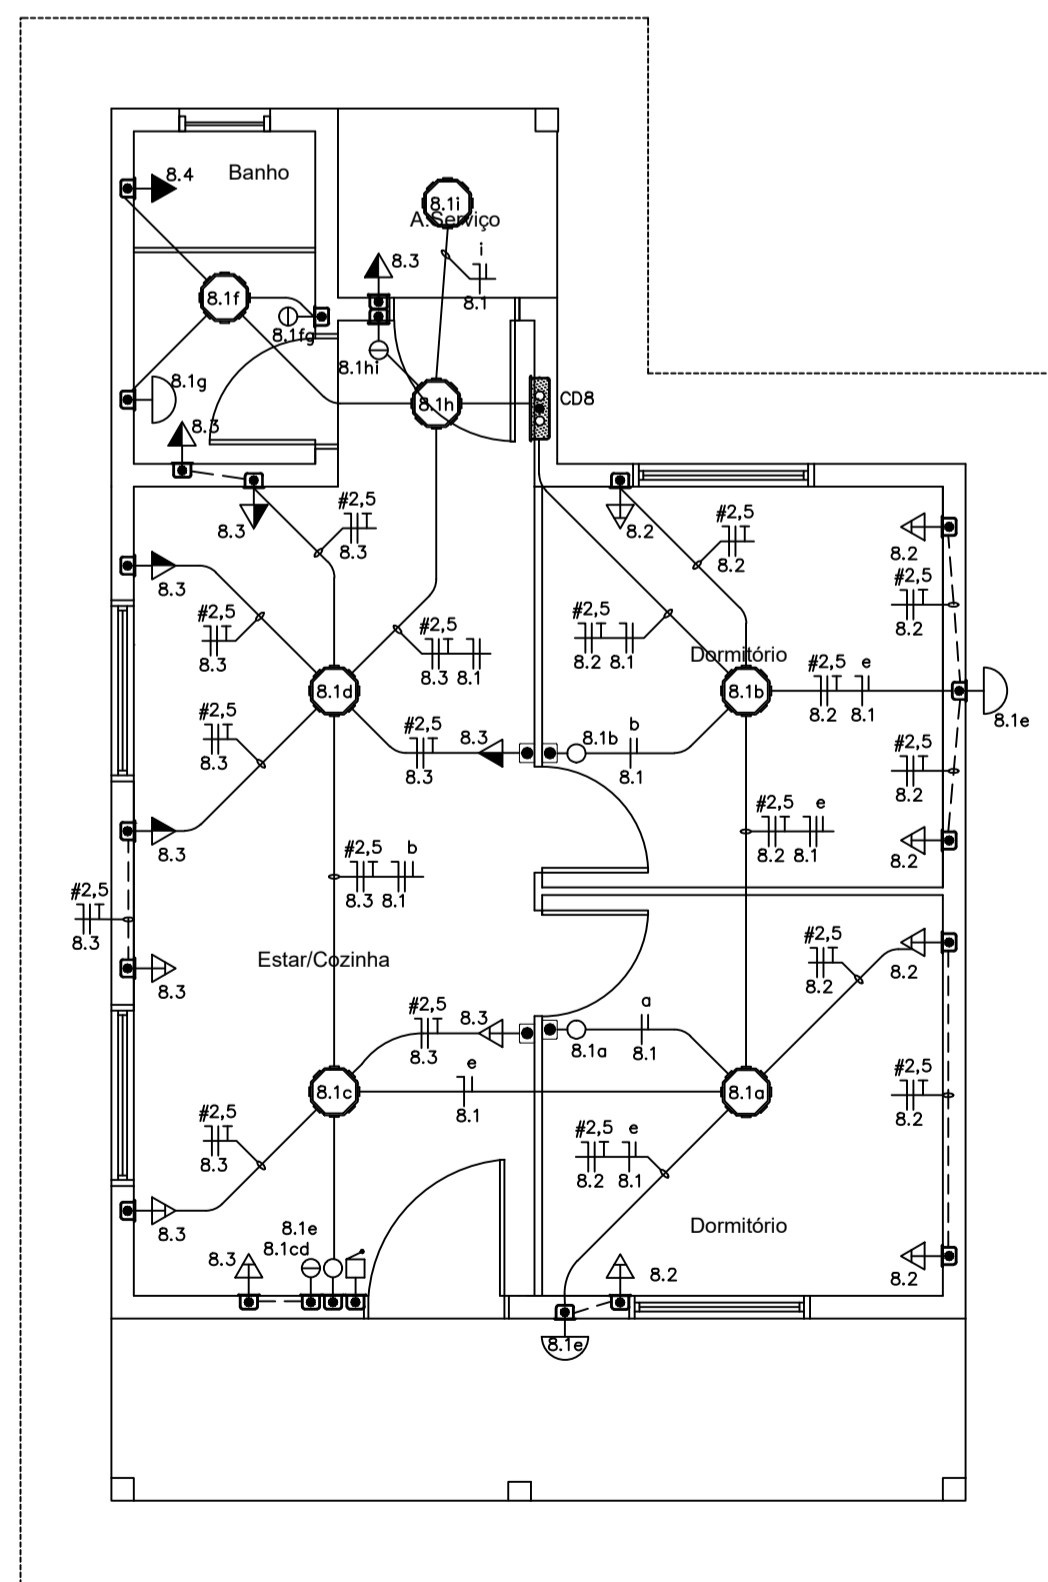 8.4
Banho
8.1i
A.Serviço
i
8.1
8.3
8.1f
8.1fg
8.1hi
8.1g
8.1h
CD8
8.3
#2,5
8.3
8.3
8.2
#2,5
8.2
8.2
#2,5
8.2
8.3
#2,5
8.3
#2,5
8.3 8.1
#2,5
8.2 8.1
Dormitório
8.1d
8.1b
#2,5 e
8.2 8.1
8.1e
#2,5
8.3
#2,5
8.3
8.3
8.1b
b
8.1
#2,5
8.2
#2,5 e
8.2 8.1
8.2
8.3
#2,5 b
8.3 8.1
#2,5
8.3
#2,5
8.2
8.2
Estar/Cozinha
8.3
#2,5
8.3
8.3
8.1a
a
8.1
8.1c
e
8.1
8.1a
#2,5
8.2
#2,5
8.3
#2,5 e
8.2 8.1
8.3
8.1e
8.1cd
8.3
Dormitório
8.2
8.2
8.1e